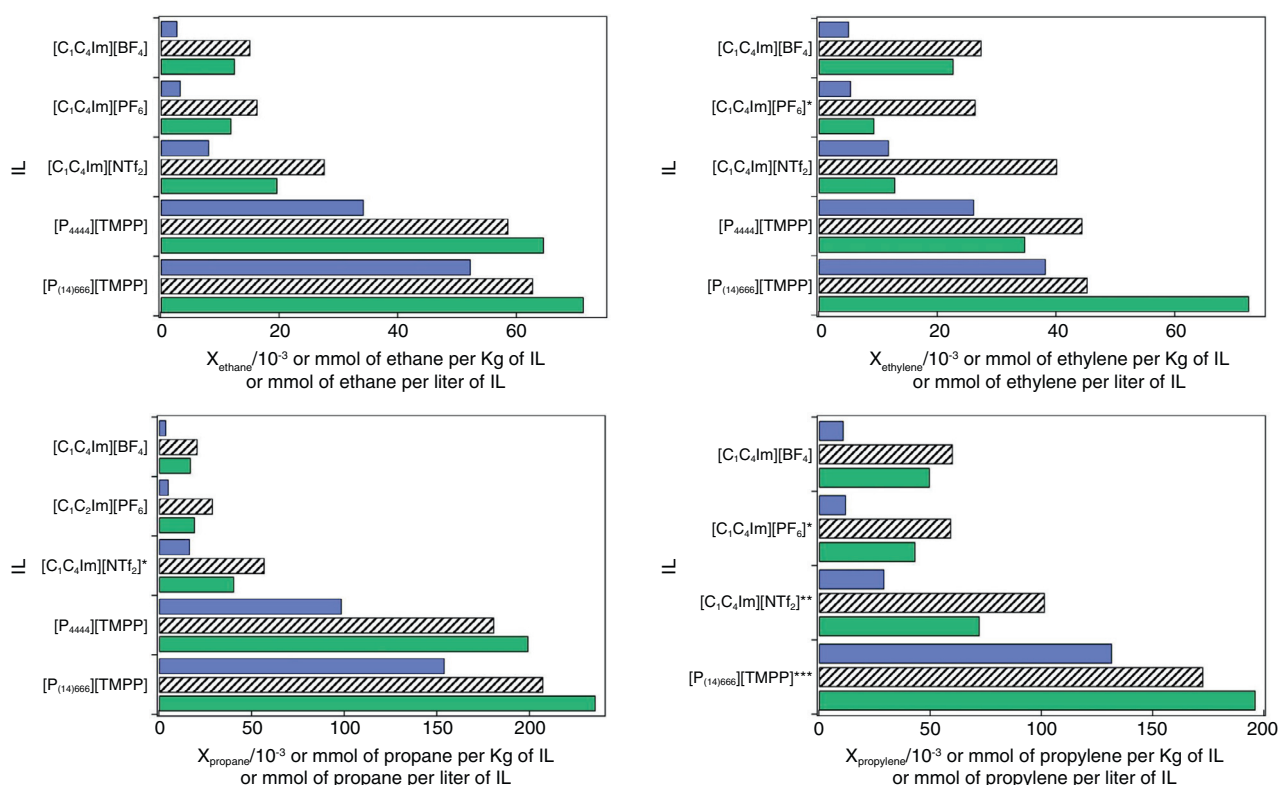 IL
[C₁C₄Im][BF₄]
[C₁C₄Im][PF₆]
[C₁C₄Im][NTf₂]
[P₄₄₄₄][TMPP]
[P₍₁₄₎₆₆₆][TMPP]
0 20 40 60
X_ethane/10⁻³ or mmol of ethane per Kg of IL
or mmol of ethane per liter of IL
IL
[C₁C₄Im][BF₄]
[C₁C₄Im][PF₆]*
[C₁C₄Im][NTf₂]
[P₄₄₄₄][TMPP]
[P₍₁₄₎₆₆₆][TMPP]
0 20 40 60
X_ethylene/10⁻³ or mmol of ethylene per Kg of IL
or mmol of ethylene per liter of IL
IL
[C₁C₄Im][BF₄]
[C₁C₂Im][PF₆]
[C₁C₄Im][NTf₂]*
[P₄₄₄₄][TMPP]
[P₍₁₄₎₆₆₆][TMPP]
0 50 100 150 200
X_propane/10⁻³ or mmol of propane per Kg of IL
or mmol of propane per liter of IL
IL
[C₁C₄Im][BF₄]
[C₁C₄Im][PF₆]*
[C₁C₄Im][NTf₂]**
[P₍₁₄₎₆₆₆][TMPP]***
0 50 100 150 200
X_propylene/10⁻³ or mmol of propylene per Kg of IL
or mmol of propylene per liter of IL